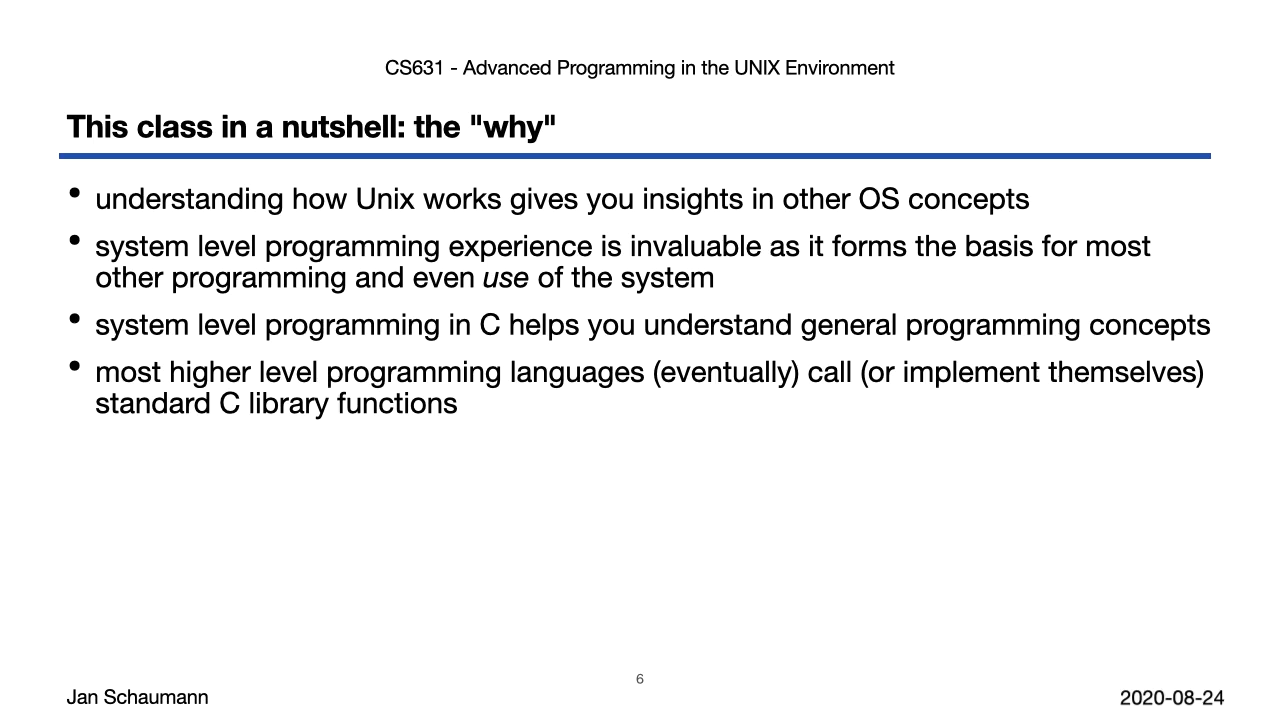 CS631 - Advanced Programming in the UNIX Environment
This class in a nutshell: the "why"
• understanding how Unix works gives you insights in other OS concepts
• system level programming experience is invaluable as it forms the basis for most
other programming and even use of the system
• system level programming in C helps you understand general programming concepts
• most higher level programming languages (eventually) call (or implement themselves)
standard C library functions
6
Jan Schaumann
2020-08-24